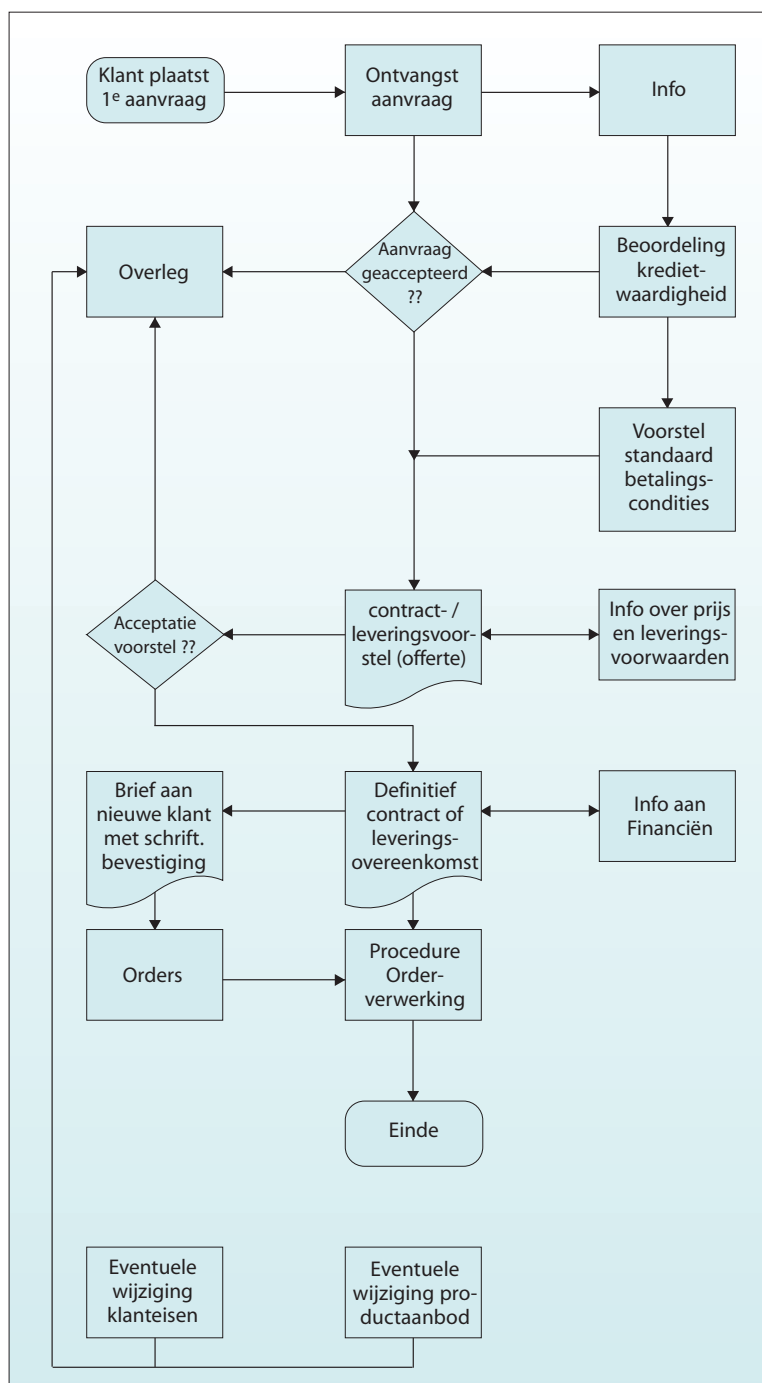 Klant plaatst
1e aanvraag
Ontvangst
aanvraag
Info
Overleg
Aanvraag
geaccepteerd
??
Beoordeling
krediet-
waardigheid
Voorstel
standaard
betalings-
condities
Acceptatie
voorstel ??
contract- /
leveringsvoor-
stel (offerte)
Info over prijs
en leverings-
voorwaarden
Brief aan
nieuwe klant
met schrift.
bevestiging
Definitief
contract of
leverings-
overeenkomst
Info aan
Financiën
Orders
Procedure
Order-
verwerking
Einde
Eventuele
wijziging
klanteisen
Eventuele
wijziging pro-
ductaanbod